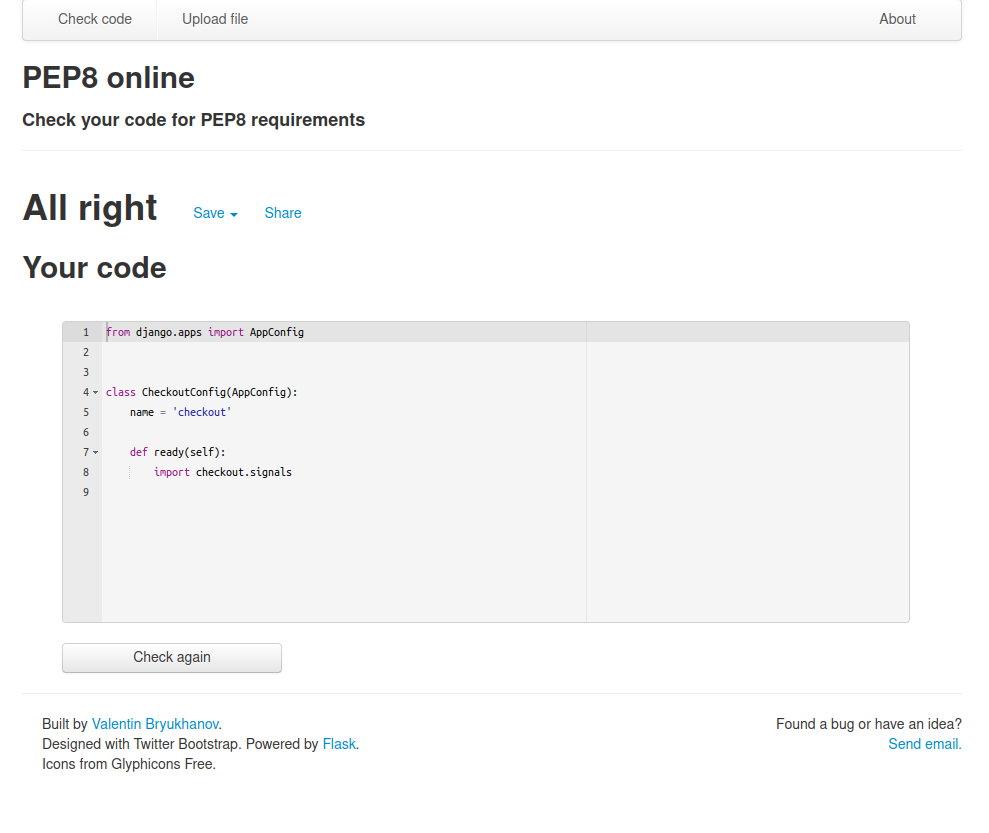 Check code Upload file About
PEP8 online
Check your code for PEP8 requirements
All right Save Share
Your code
1 from django.apps import AppConfig
2
3
4 class CheckoutConfig(AppConfig):
5 name = 'checkout'
6
7 def ready(self):
8 import checkout.signals
9
Check again
Built by Valentin Bryukhanov. Found a bug or have an idea?
Designed with Twitter Bootstrap. Powered by Flask. Send email.
Icons from Glyphicons Free.